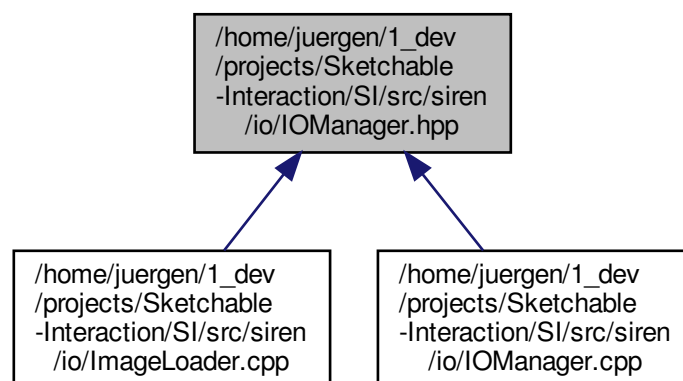 /home/juergen/1_dev
/projects/Sketchable
-Interaction/SI/src/siren
/io/IOManager.hpp
/home/juergen/1_dev
/projects/Sketchable
-Interaction/SI/src/siren
/io/ImageLoader.cpp
/home/juergen/1_dev
/projects/Sketchable
-Interaction/SI/src/siren
/io/IOManager.cpp